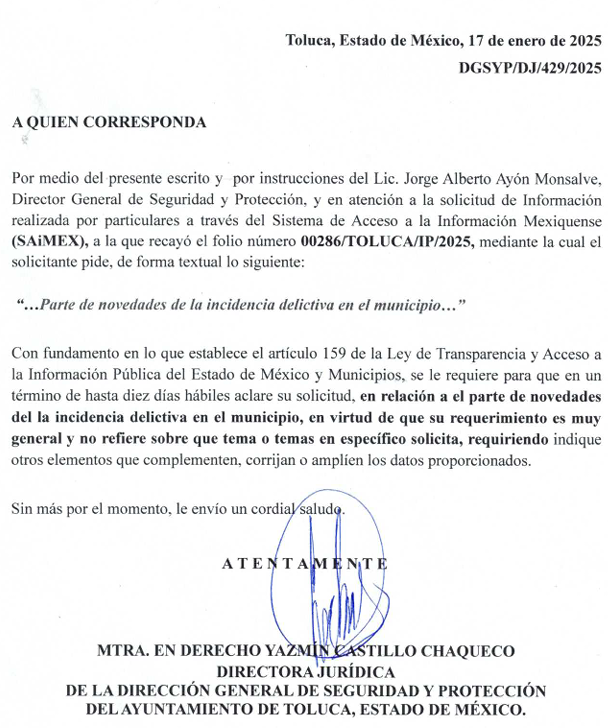 Toluca, Estado de México, 17 de enero de 2025
DGSYP/DJ/429/2025
A QUIEN CORRESPONDA
Por medio del presente escrito y por instrucciones del Lic. Jorge Alberto Ayón Monsalve,
Director General de Seguridad y Protección, y en atención a la solicitud de Información
realizada por particulares a través del Sistema de Acceso a la Información Mexiquense
(SAiMEX), a la que recayó el folio número 00286/TOLUCA/IP/2025, mediante la cual el
solicitante pide, de forma textual lo siguiente:
“…Parte de novedades de la incidencia delictiva en el municipio…”
Con fundamento en lo que establece el artículo 159 de la Ley de Transparencia y Acceso a
la Información Pública del Estado de México y Municipios, se le requiere para que en un
término de hasta diez días hábiles aclare su solicitud, en relación a el parte de novedades
del la incidencia delictiva en el municipio, en virtud de que su requerimiento es muy
general y no refiere sobre que tema o temas en específico solicita, requiriendo indique
otros elementos que complementen, corrijan o amplíen los datos proporcionados.
Sin más por el momento, le envío un cordial saludo.
A T E N T A M E N T E
MTRA. EN DERECHO YAZMÍN CASTILLO CHAQUECO
DIRECTORA JURÍDICA
DE LA DIRECCIÓN GENERAL DE SEGURIDAD Y PROTECCIÓN
DEL AYUNTAMIENTO DE TOLUCA, ESTADO DE MÉXICO.